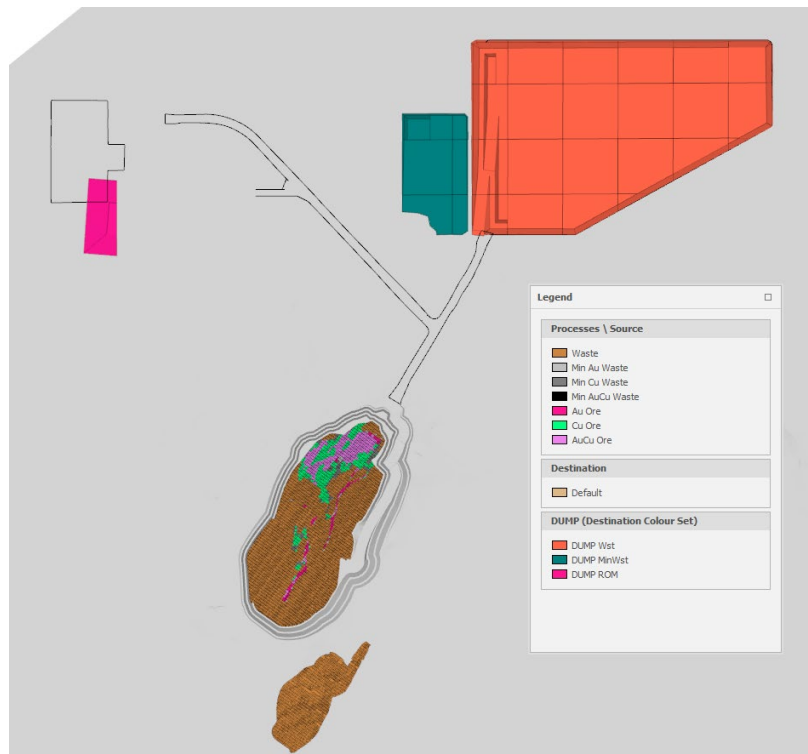 Legend
Processes \ Source
Waste
Min Au Waste
Min Cu Waste
Min AuCu Waste
Au Ore
Cu Ore
AuCu Ore
Destination
Default
DUMP (Destination Colour Set)
DUMP Wst
DUMP MinWst
DUMP ROM